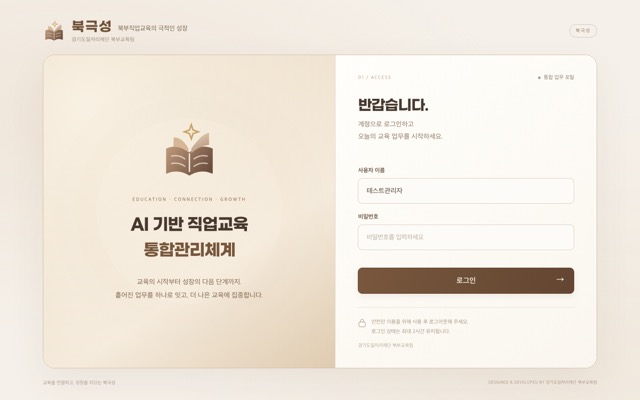 북극성 북부직업교육의 극적인 성장
경기도일자리재단 북부교육팀
북극성
EDUCATION · CONNECTION · GROWTH
AI 기반 직업교육
통합관리체계
교육의 시작부터 성장의 다음 단계까지.
흩어진 업무를 하나로 잇고, 더 나은 교육에 집중합니다.
01 / ACCESS
통합 업무 포털
반갑습니다.
계정으로 로그인하고
오늘의 교육 업무를 시작하세요.
사용자 이름
테스트관리자
비밀번호
비밀번호를 입력하세요
로그인 →
안전한 이용을 위해 사용 후 로그아웃해 주세요.
로그인 상태는 최대 2시간 유지됩니다.
경기도일자리재단 북부교육팀
교육을 연결하고, 성장을 이끄는 북극성
DESIGNED & DEVELOPED BY 경기도일자리재단 북부교육팀